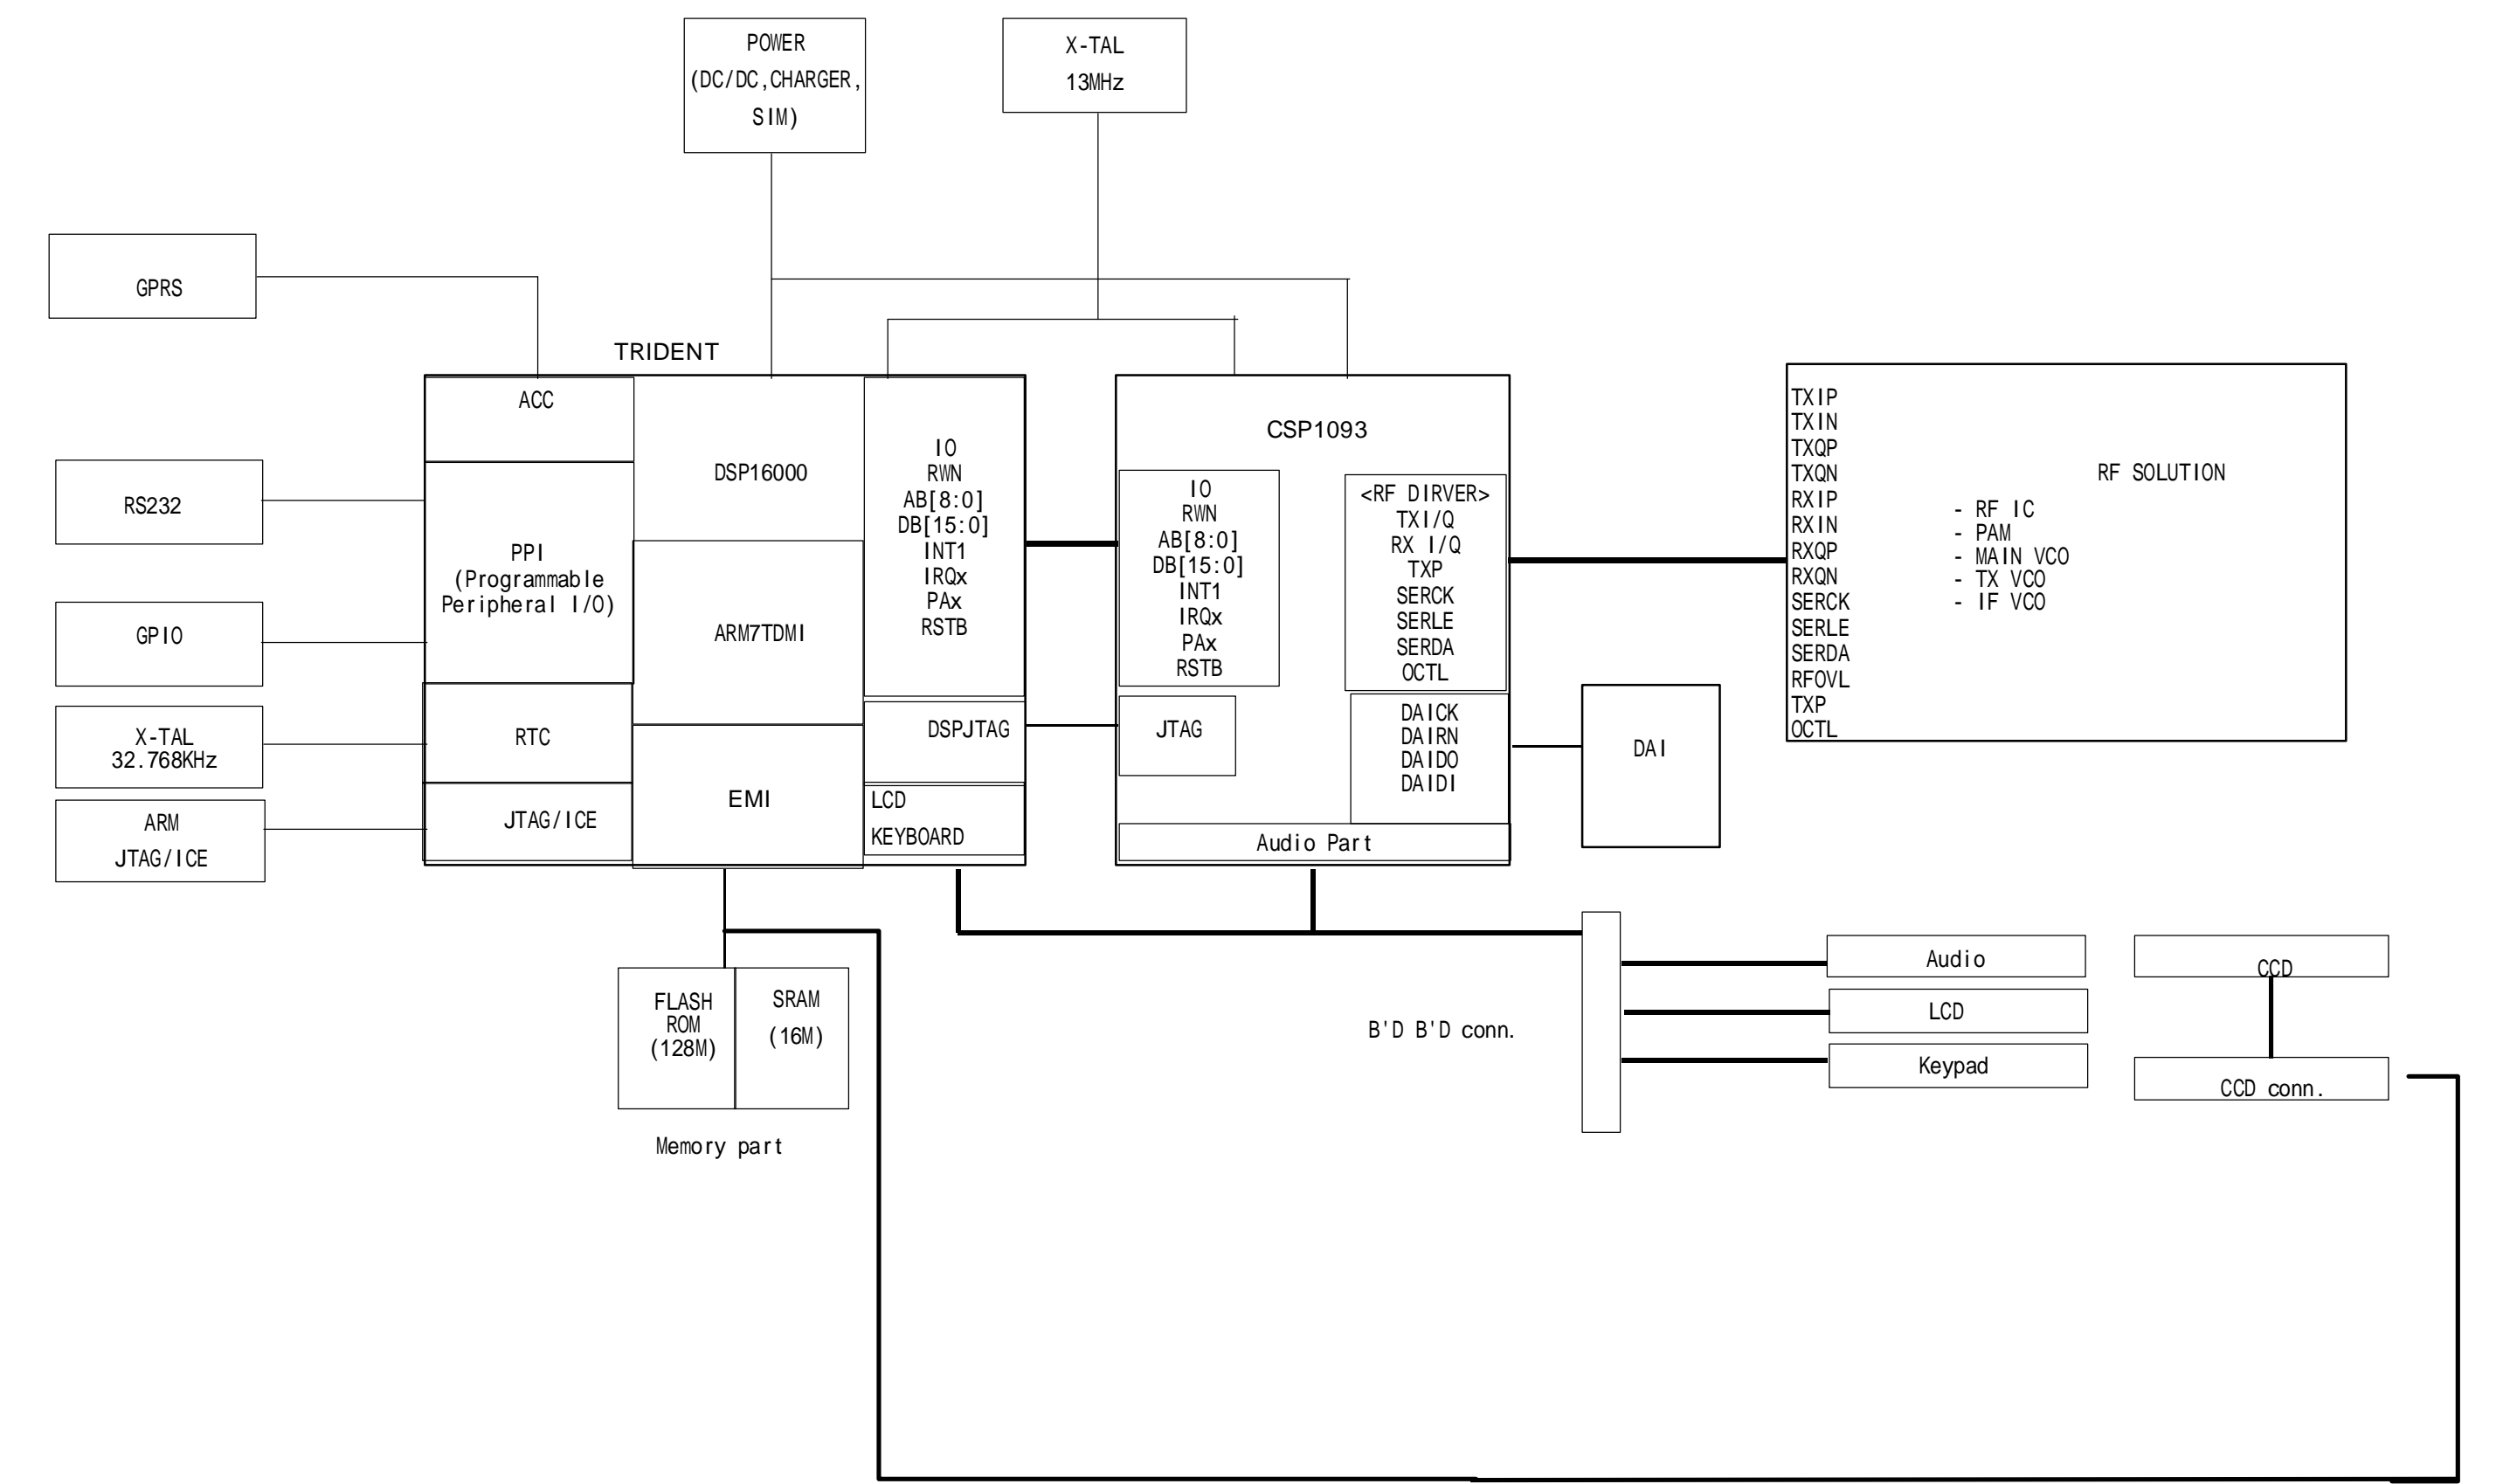 POWER
(DC/DC,CHARGER,
SIM)
X-TAL
13MHz
GPRS
TRIDENT
ACC
DSP16000
IO
RWN
AB[8:0]
DB[15:0]
INT1
IRQx
PAx
RSTB
RS232
PPI
(Programmable
Peripheral I/O)
GPIO
ARM7TDMI
X-TAL
32.768KHz
RTC
DSPJTAG
ARM
JTAG/ICE
JTAG/ICE
EMI
LCD
KEYBOARD
CSP1093
IO
RWN
AB[8:0]
DB[15:0]
INT1
IRQx
PAx
RSTB
<RF DIRVER>
TXI/Q
RX I/Q
TXP
SERCK
SERLE
SERDA
OCTL
JTAG
DAICK
DAIRN
DAIDO
DAIDI
Audio Part
DAI
TXIP
TXIN
TXQP
TXQN
RXIP
RXIN
RXQP
RXQN
SERCK
SERLE
SERDA
RFOVL
TXP
OCTL
RF SOLUTION
- RF IC
- PAM
- MAIN VCO
- TX VCO
- IF VCO
FLASH
ROM
(128M)
SRAM
(16M)
Memory part
B'D B'D conn.
Audio
LCD
Keypad
CCD
CCD conn.